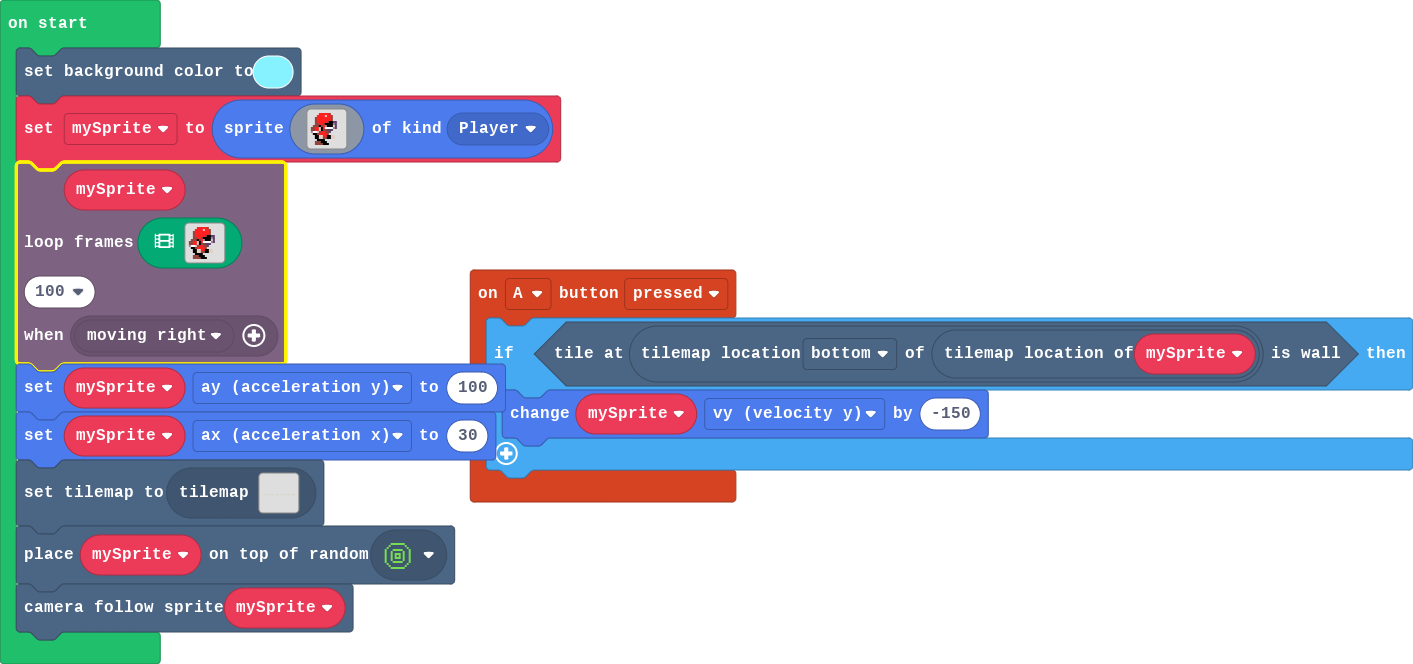 on start
set background color to
set mySprite to sprite of kind Player
mySprite
loop frames
100
when moving right
set mySprite ay (acceleration y) to 100
set mySprite ax (acceleration x) to 30
set tilemap to tilemap
place mySprite on top of random
camera follow sprite mySprite
on A button pressed
if tile at tilemap location bottom of tilemap location of mySprite is wall then
change mySprite vy (velocity y) by -150